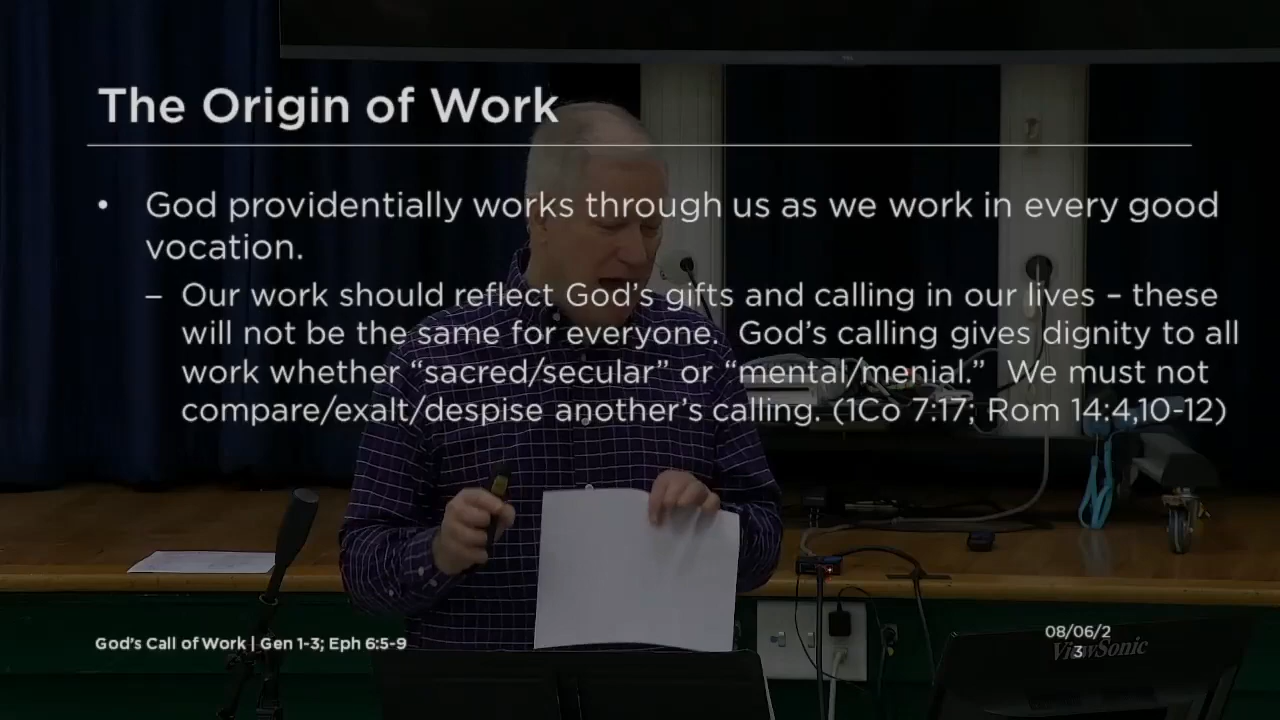 The Origin of Work
• God providentially works through us as we work in every good
vocation.
– Our work should reflect God's gifts and calling in our lives – these
will not be the same for everyone.  God's calling gives dignity to all
work whether “sacred/secular” or “mental/menial.”  We must not
compare/exalt/despise another's calling. (1Co 7:17; Rom 14:4,10-12)
God's Call of Work | Gen 1-3; Eph 6:5-9
08/06/2
3
ViewSonic